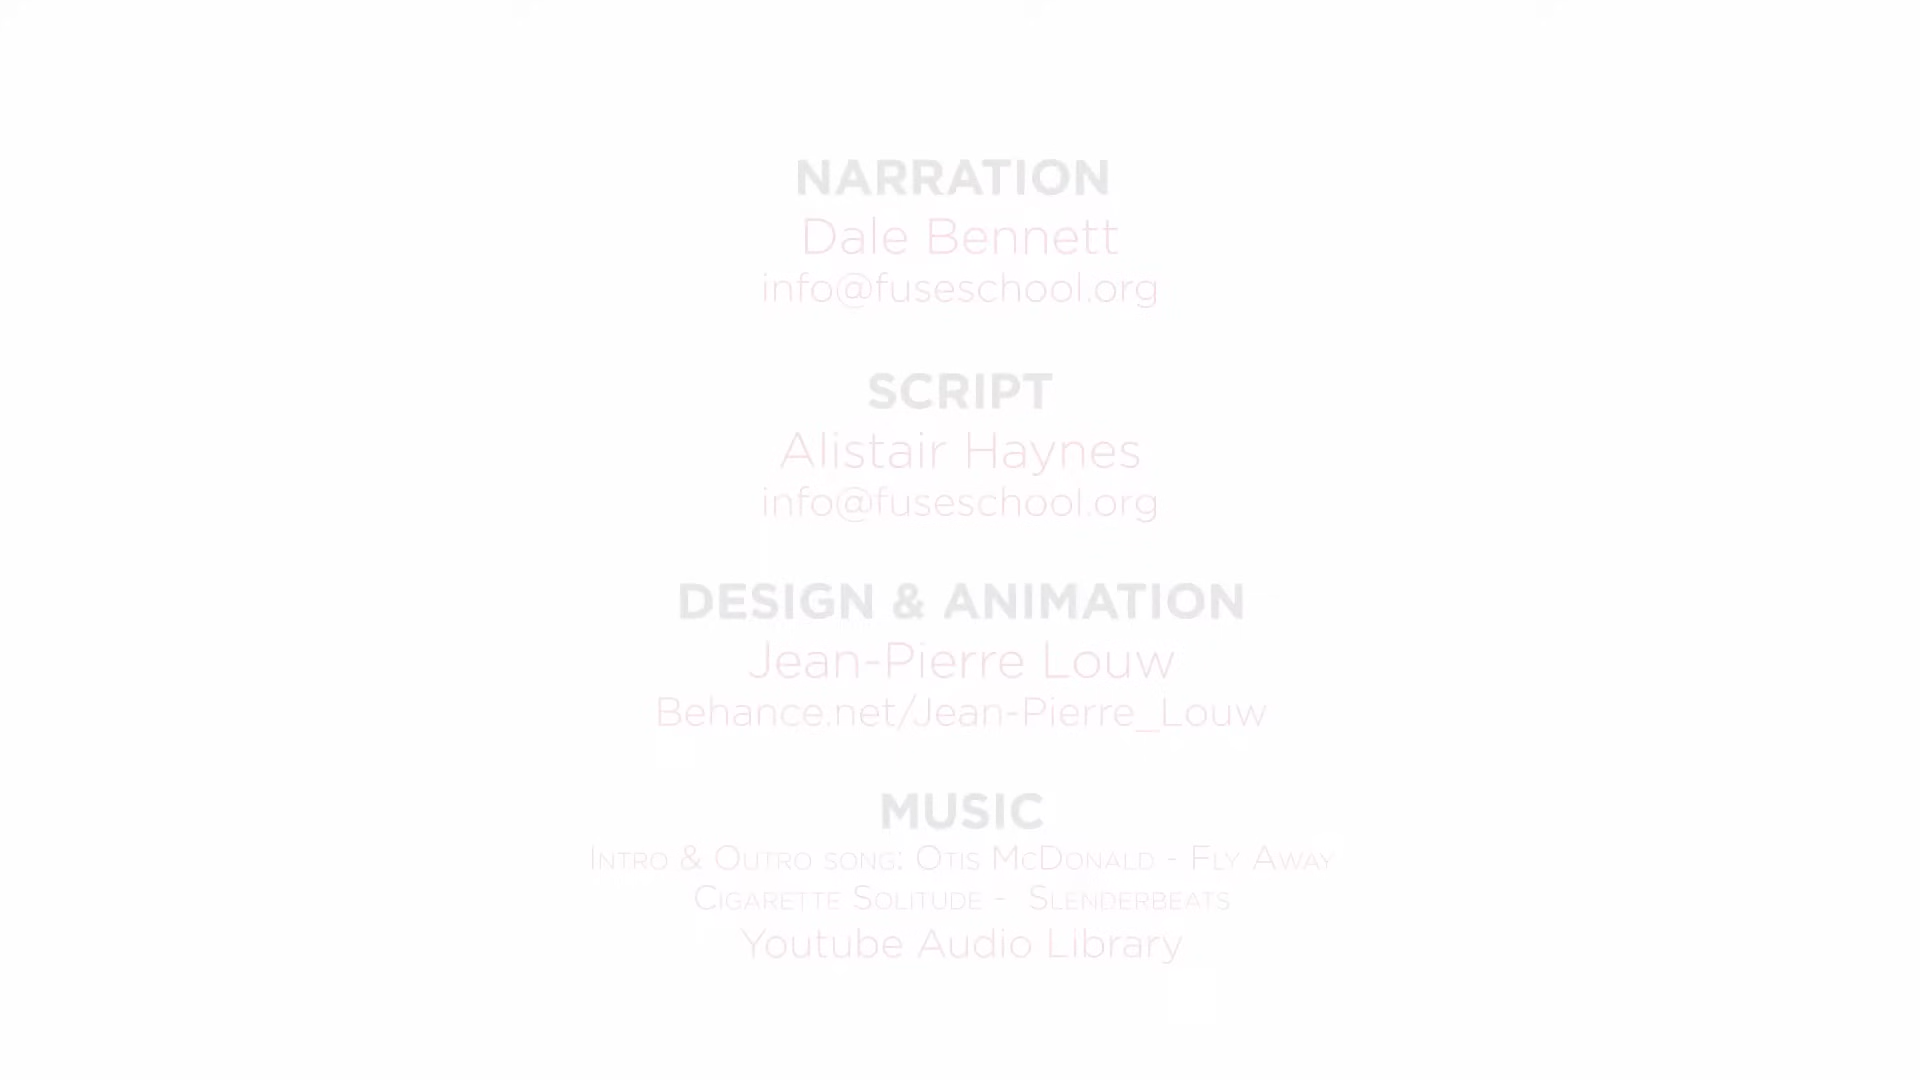 NARRATION
Dale Bennett
info@fuseschool.org
SCRIPT
Alistair Haynes
info@fuseschool.org
DESIGN & ANIMATION
Jean-Pierre Louw
Behance.net/Jean-Pierre_Louw
MUSIC
Intro & Outro song: Otis McDonald - Fly Away
Cigarette Solitude - Slenderbeats
Youtube Audio Library